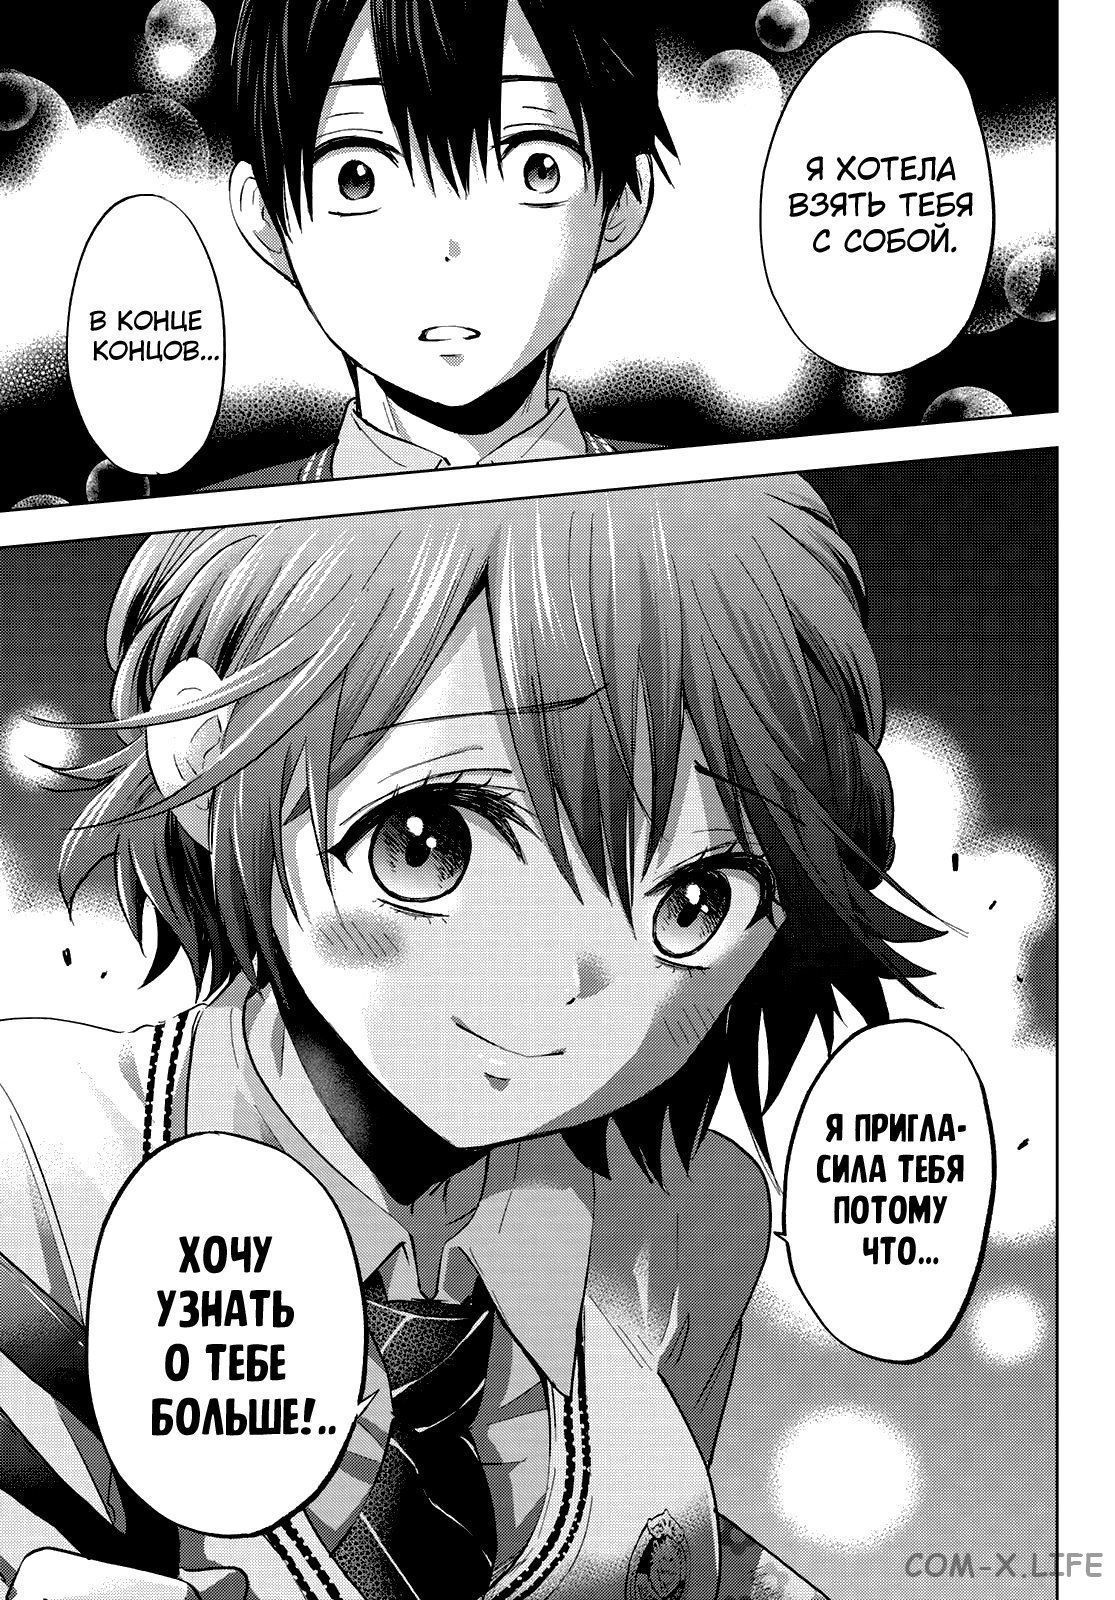 Я ХОТЕЛА
ВЗЯТЬ ТЕБЯ
С СОБОЙ.
В КОНЦЕ
КОНЦОВ...
Я ПРИГЛА-
СИЛА ТЕБЯ
ПОТОМУ
ЧТО...
ХОЧУ
УЗНАТЬ
О ТЕБЕ
БОЛЬШЕ!..
COM-X.LIFE